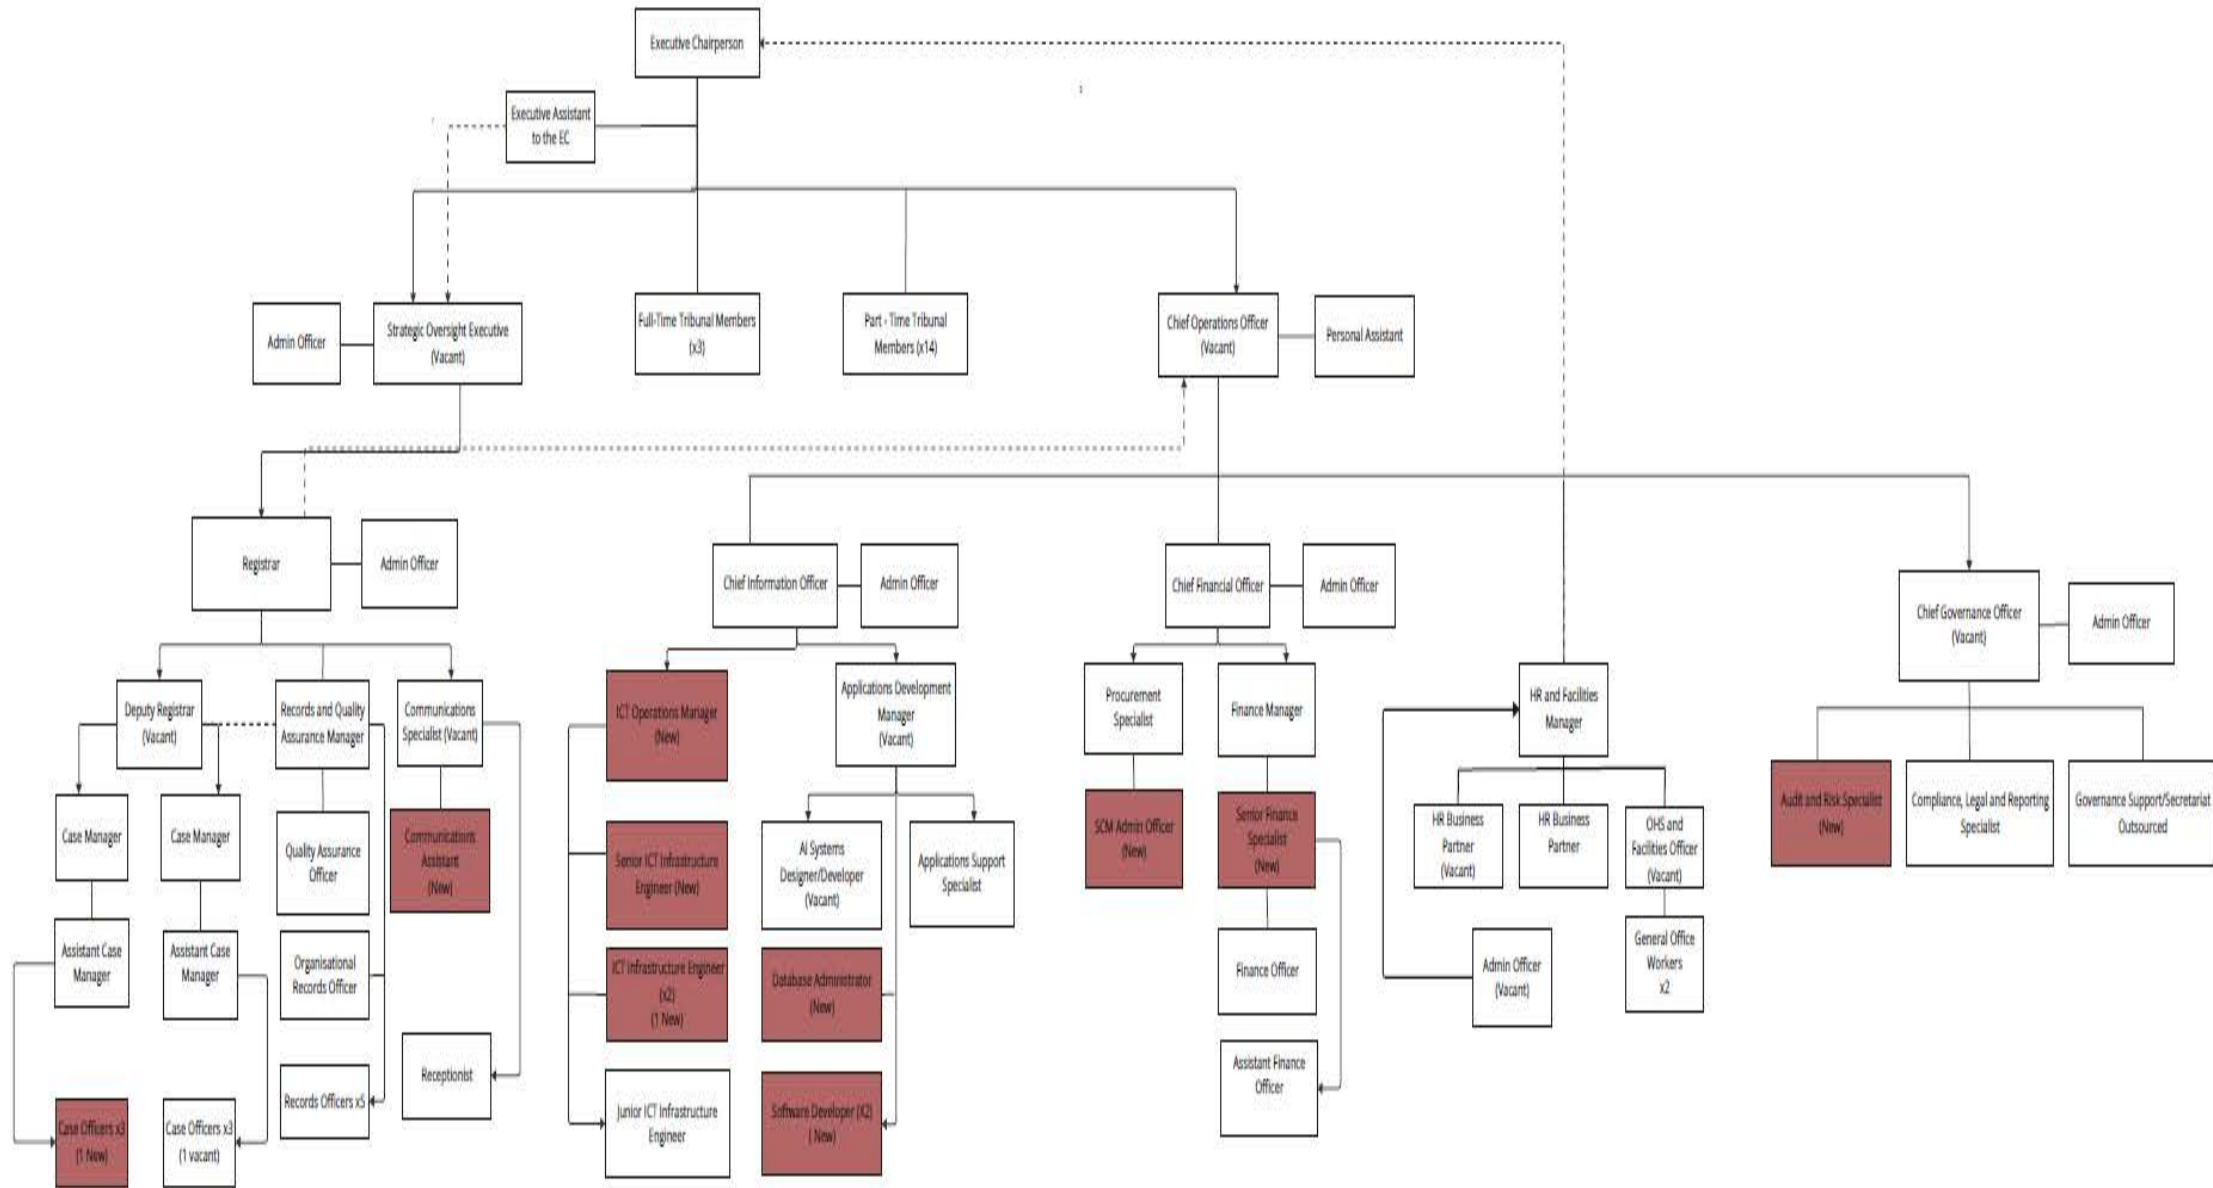 Executive Chairperson
Executive Assistant
to the EC
Admin Officer
Strategic Oversight Executive
(Vacant)
Full-Time Tribunal Members
(x3)
Part - Time Tribunal
Members (x14)
Chief Operations Officer
(Vacant)
Personal Assistant
Registrar
Admin Officer
Chief Information Officer
Admin Officer
Chief Financial Officer
Admin Officer
Chief Governance Officer
(Vacant)
Admin Officer
Deputy Registrar
(Vacant)
Records and Quality
Assurance Manager
Communications
Specialist (Vacant)
ICT Operations Manager
(New)
Applications Development
Manager
(Vacant)
Procurement
Specialist
Finance Manager
HR and Facilities
Manager
Case Manager
Case Manager
Quality Assurance
Officer
Communications
Assistant
(New)
Senior ICT Infrastructure
Engineer (New)
AI Systems
Designer/Developer
(Vacant)
Applications Support
Specialist
SCM Admin Officer
(New)
Senior Finance
Specialist
(New)
HR Business
Partner
(Vacant)
HR Business
Partner
OHS and
Facilities Officer
(Vacant)
Audit and Risk Specialist
(New)
Compliance, Legal and Reporting
Specialist
Governance Support/Secretariat
Outsourced
Assistant Case
Manager
Assistant Case
Manager
Organisational
Records Officer
ICT Infrastructure Engineer
(x2)
(1 New)
Database Administrator
(New)
Finance Officer
Admin Officer
(Vacant)
General Office
Workers
x2
Case Officers x3
(1 New)
Case Officers x3
(1 vacant)
Records Officers x5
Receptionist
Junior ICT Infrastructure
Engineer
Software Developer (X2)
( New)
Assistant Finance
Officer